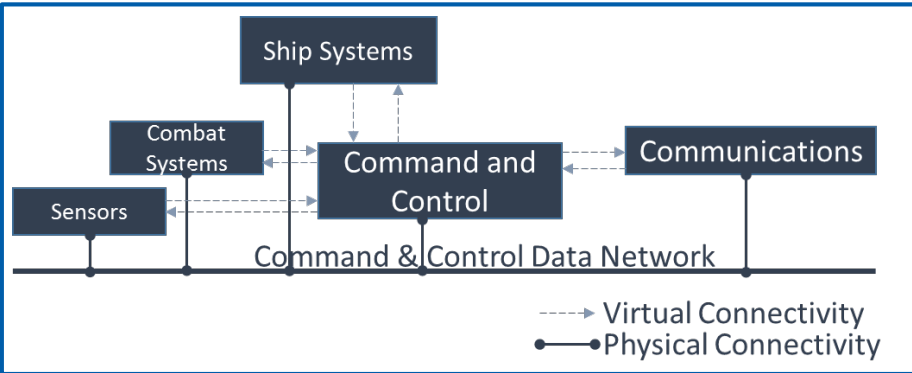 Ship Systems
Combat
Systems
Command and
Control
Communications
Sensors
Command & Control Data Network
Virtual Connectivity
Physical Connectivity